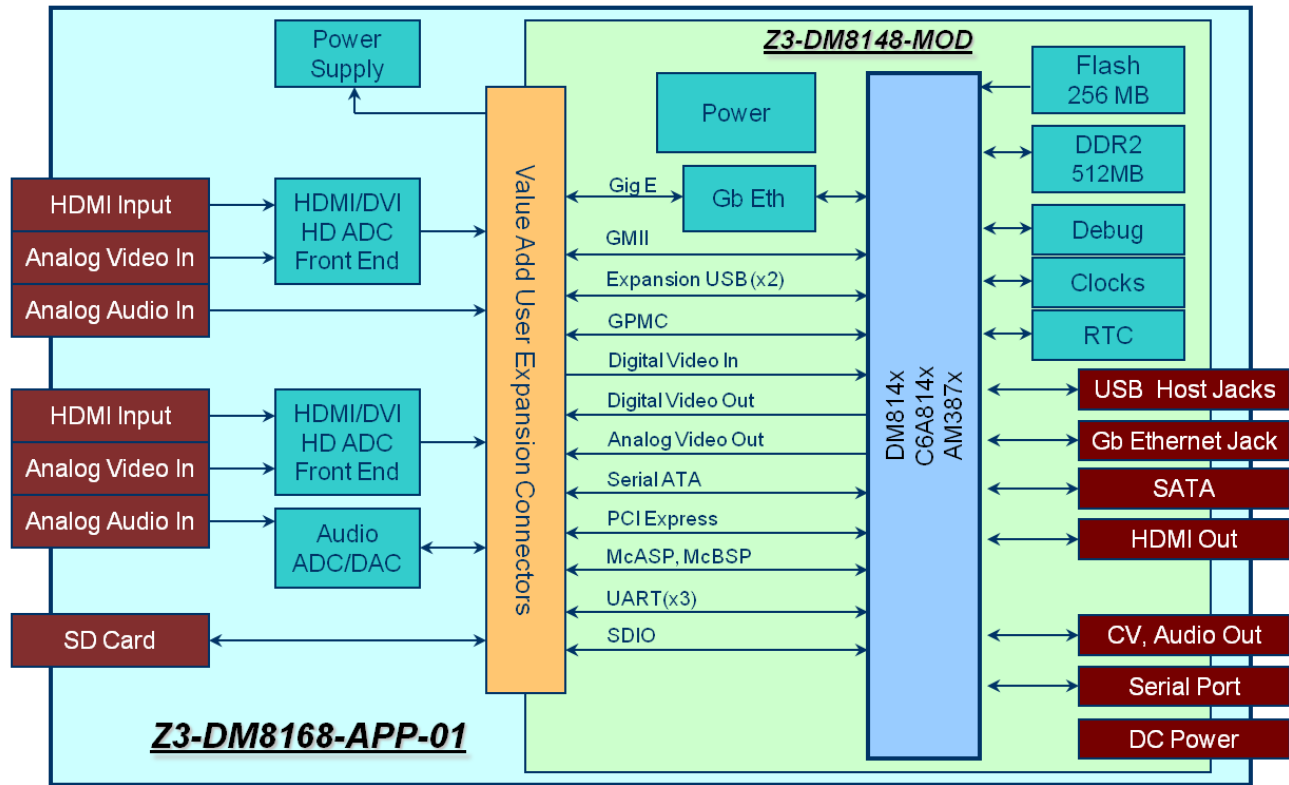 Z3-DM8148-MOD
Power
Supply
Flash
256 MB
Power
DDR2
512MB
Value Add User Expansion Connectors
HDMI Input
Analog Video In
Analog Audio In
HDMI/DVI
HD ADC
Front End
Gig E
Gb Eth
GMII
Expansion USB (x2)
GPMC
Digital Video In
Digital Video Out
Analog Video Out
Serial ATA
PCI Express
McASP, McBSP
UART(x3)
SDIO
DM814x
C6A814x
AM387x
Debug
Clocks
RTC
HDMI Input
Analog Video In
Analog Audio In
HDMI/DVI
HD ADC
Front End
Audio
ADC/DAC
SD Card
USB Host Jacks
Gb Ethernet Jack
SATA
HDMI Out
CV, Audio Out
Serial Port
DC Power
Z3-DM8168-APP-01